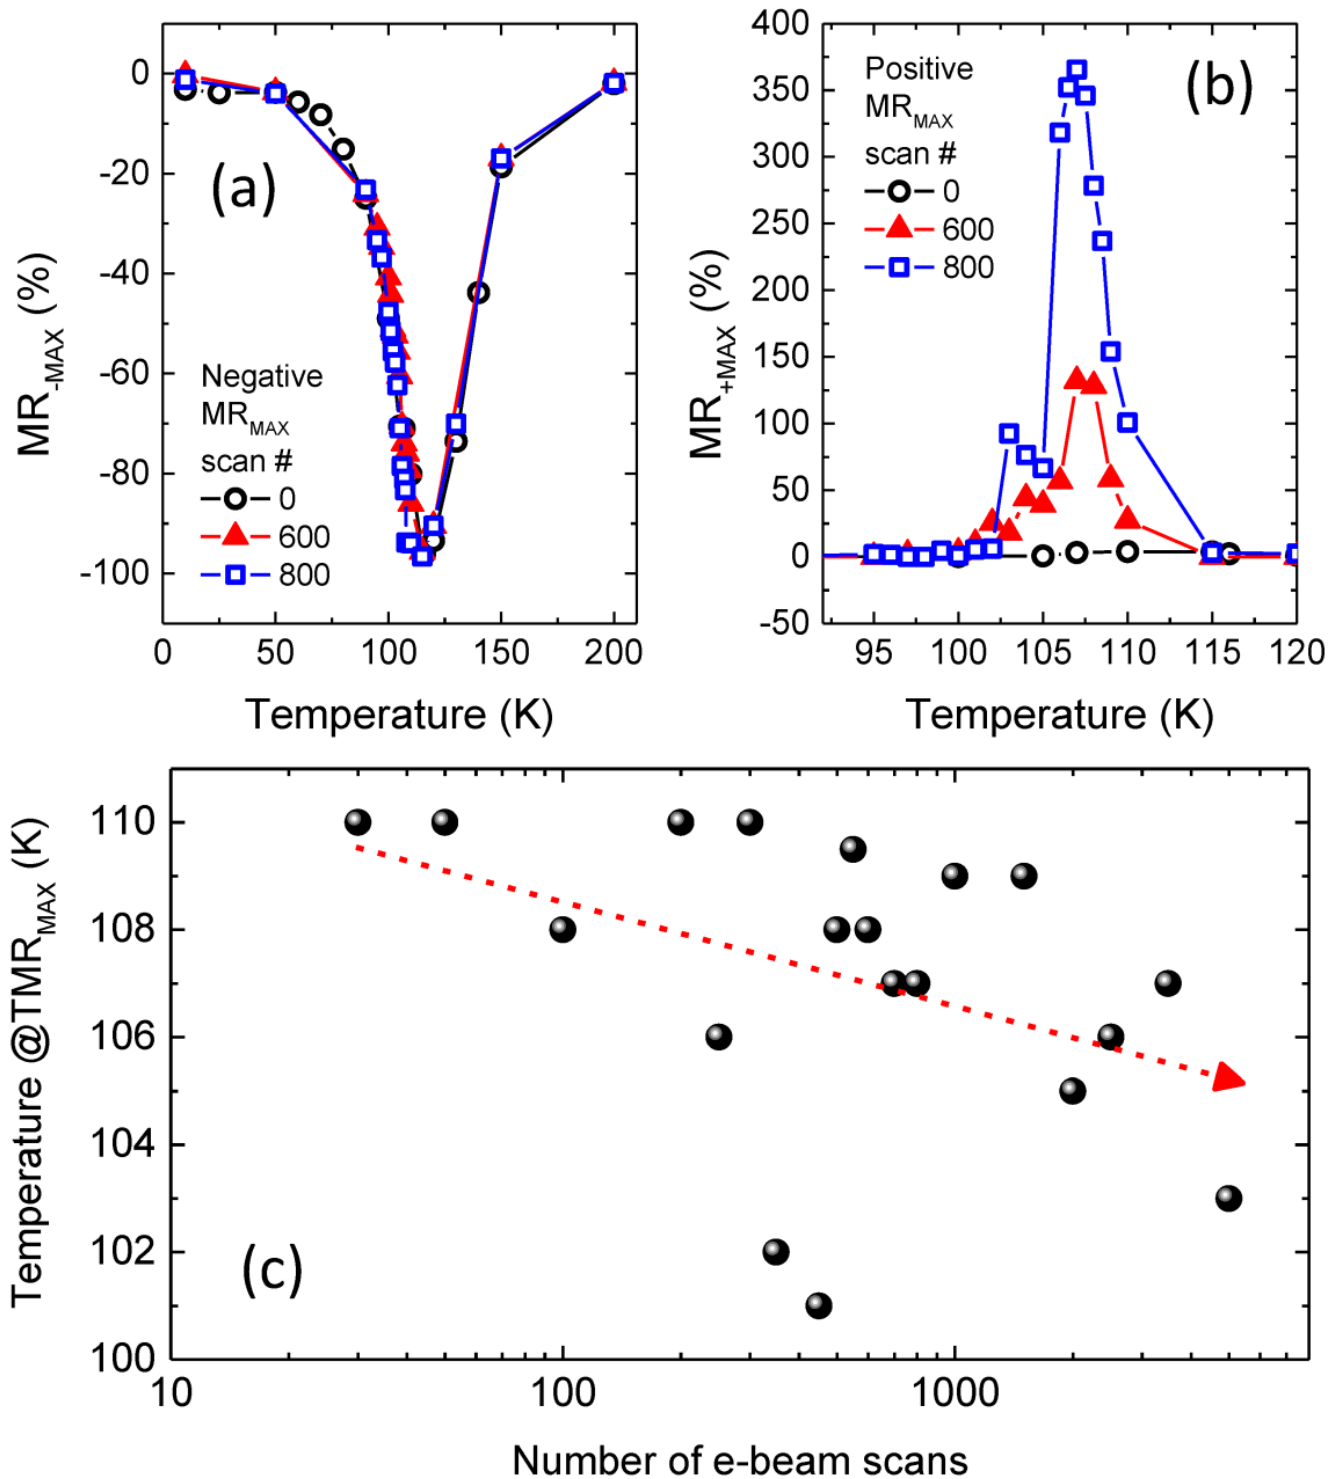 0
-20
-40
-60
-80
-100
MR-MAX (%)
(a)
Negative
MRMAX
scan #
0
600
800
0 50 100 150 200
Temperature (K)
400
350
300
250
200
150
100
50
0
-50
MR+MAX (%)
Positive
MRMAX
scan #
0
600
800
(b)
95 100 105 110 115 120
Temperature (K)
110
108
106
104
102
100
Temperature @TMRMAX (K)
(c)
10 100 1000
Number of e-beam scans